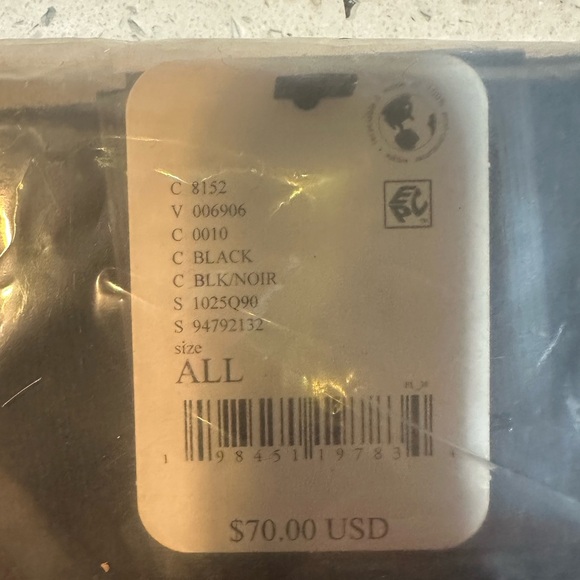 C 8152
V 006906
C 0010
C BLACK
C BLK/NOIR
S 1025Q90
S 94792132
size
ALL
1 98451 19783 4
$70.00 USD